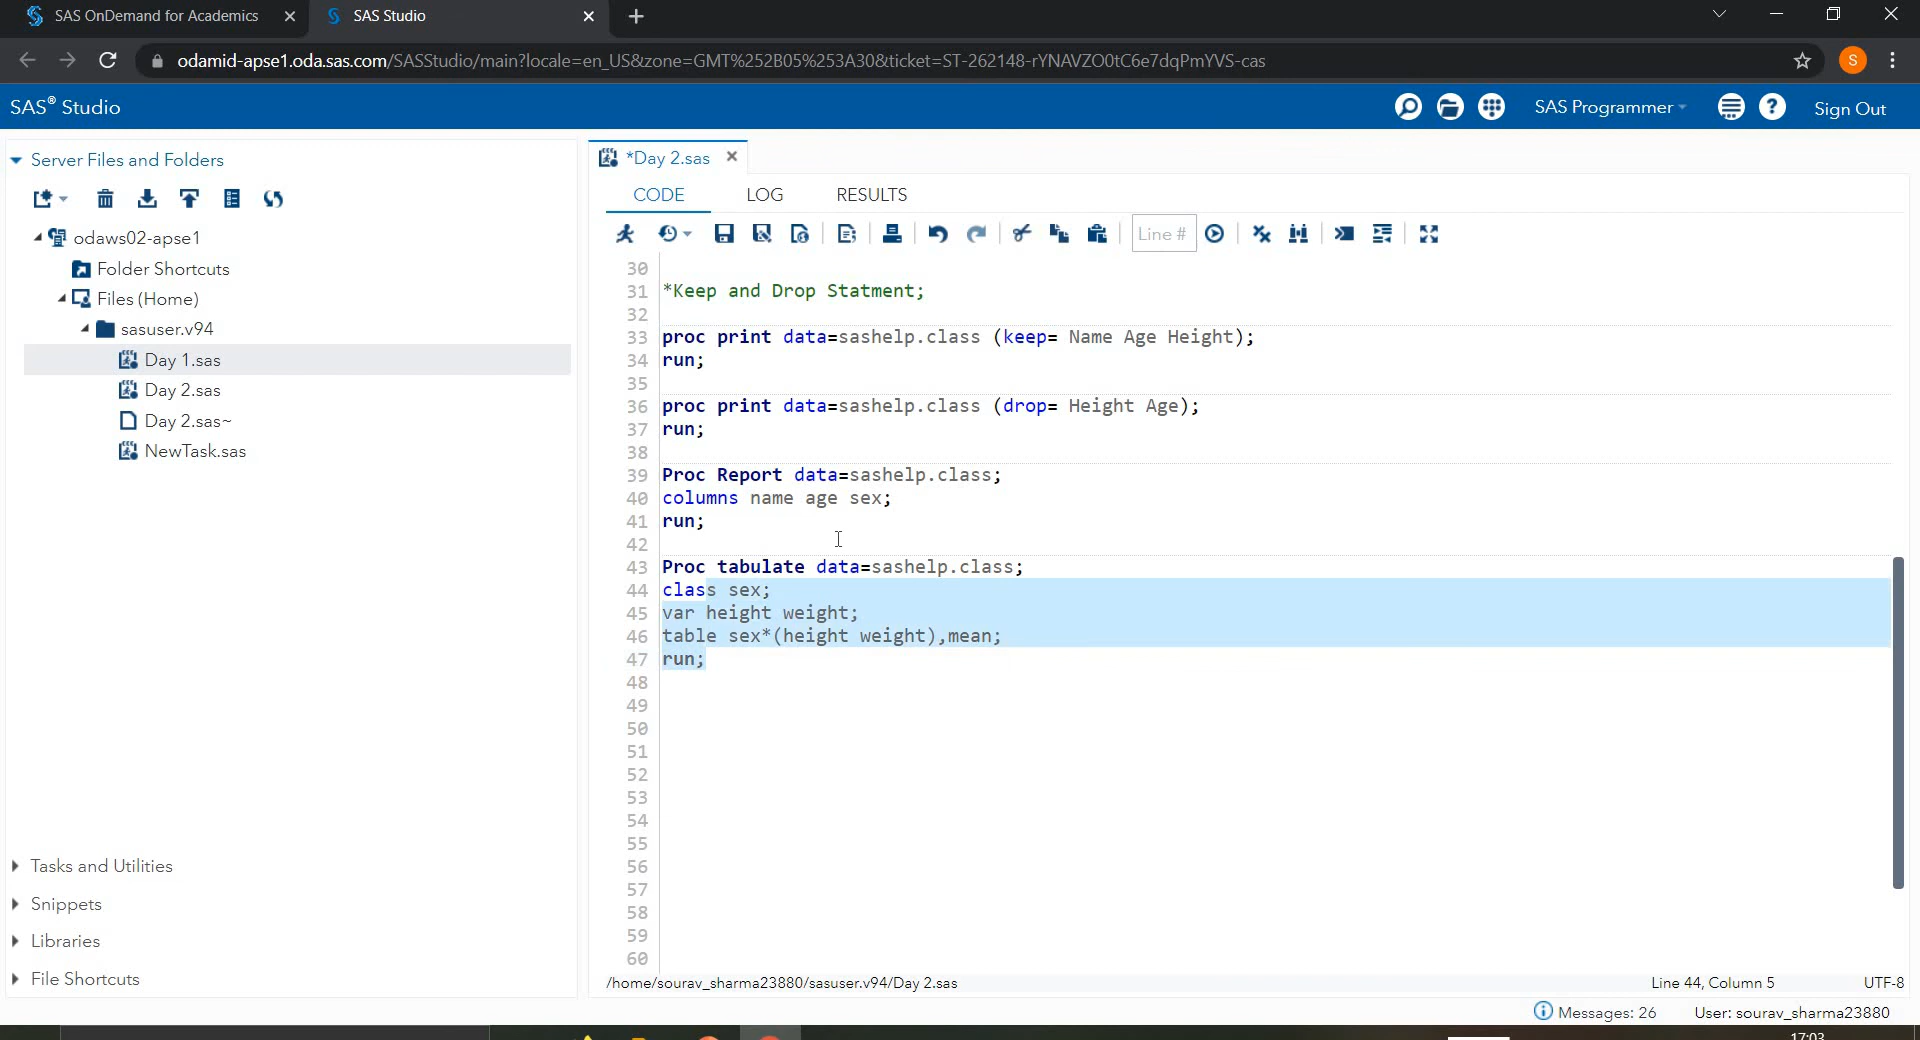 SAS OnDemand for Academics
SAS Studio
odamid-apse1.oda.sas.com/SASStudio/main?locale=en_US&zone=GMT%252B05%253A30&ticket=ST-262148-rYNAVZO0tC6e7dqPmYVS-cas
S
SAS® Studio
SAS Programmer
Sign Out
Server Files and Folders
odaws02-apse1
Folder Shortcuts
Files (Home)
sasuser.v94
Day 1.sas
Day 2.sas
Day 2.sas~
NewTask.sas
Tasks and Utilities
Snippets
Libraries
File Shortcuts
*Day 2.sas
CODE LOG RESULTS
Line #
30
31 *Keep and Drop Statment;
32
33 proc print data=sashelp.class (keep= Name Age Height);
34 run;
35
36 proc print data=sashelp.class (drop= Height Age);
37 run;
38
39 Proc Report data=sashelp.class;
40 columns name age sex;
41 run;
42
43 Proc tabulate data=sashelp.class;
44 class sex;
45 var height weight;
46 table sex*(height weight),mean;
47 run;
48
49
50
51
52
53
54
55
56
57
58
59
60
/home/sourav_sharma23880/sasuser.v94/Day 2.sas
Line 44, Column 5
UTF-8
Messages: 26
User: sourav_sharma23880
17:03